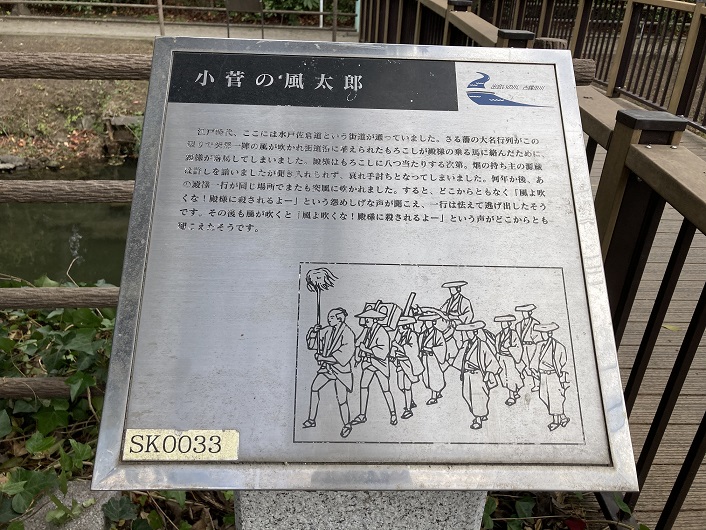 小菅の風太郎
江戸時代、ここには水戸佐倉道という街道が通っていました。さる藩の大名行列がこの
切りや突然一陣の風が吹かれ街道沿に植えられたもろこしが殿様の乗る馬に絡んだために、
殿様が落馬してしまいました。殿様はもろこしに八つ当たりする次第。畑の持ち主の
は許しを請いましたが聞き入れられず、哀れ手討ちとなってしまいました。何年か後、あ
の殿様一行が同じ場所でまたも突風に吹かれました。すると、どこからともなく「風よ吹
くな!殿様に殺されるよー」という怨めしげな声が聞こえ、一行は怯えて逃げ出したそう
です。その後も風が吹くと「風よ吹くな!殿様に殺されるよー」という声がどこからとも
聞こえたそうです。
SK0033